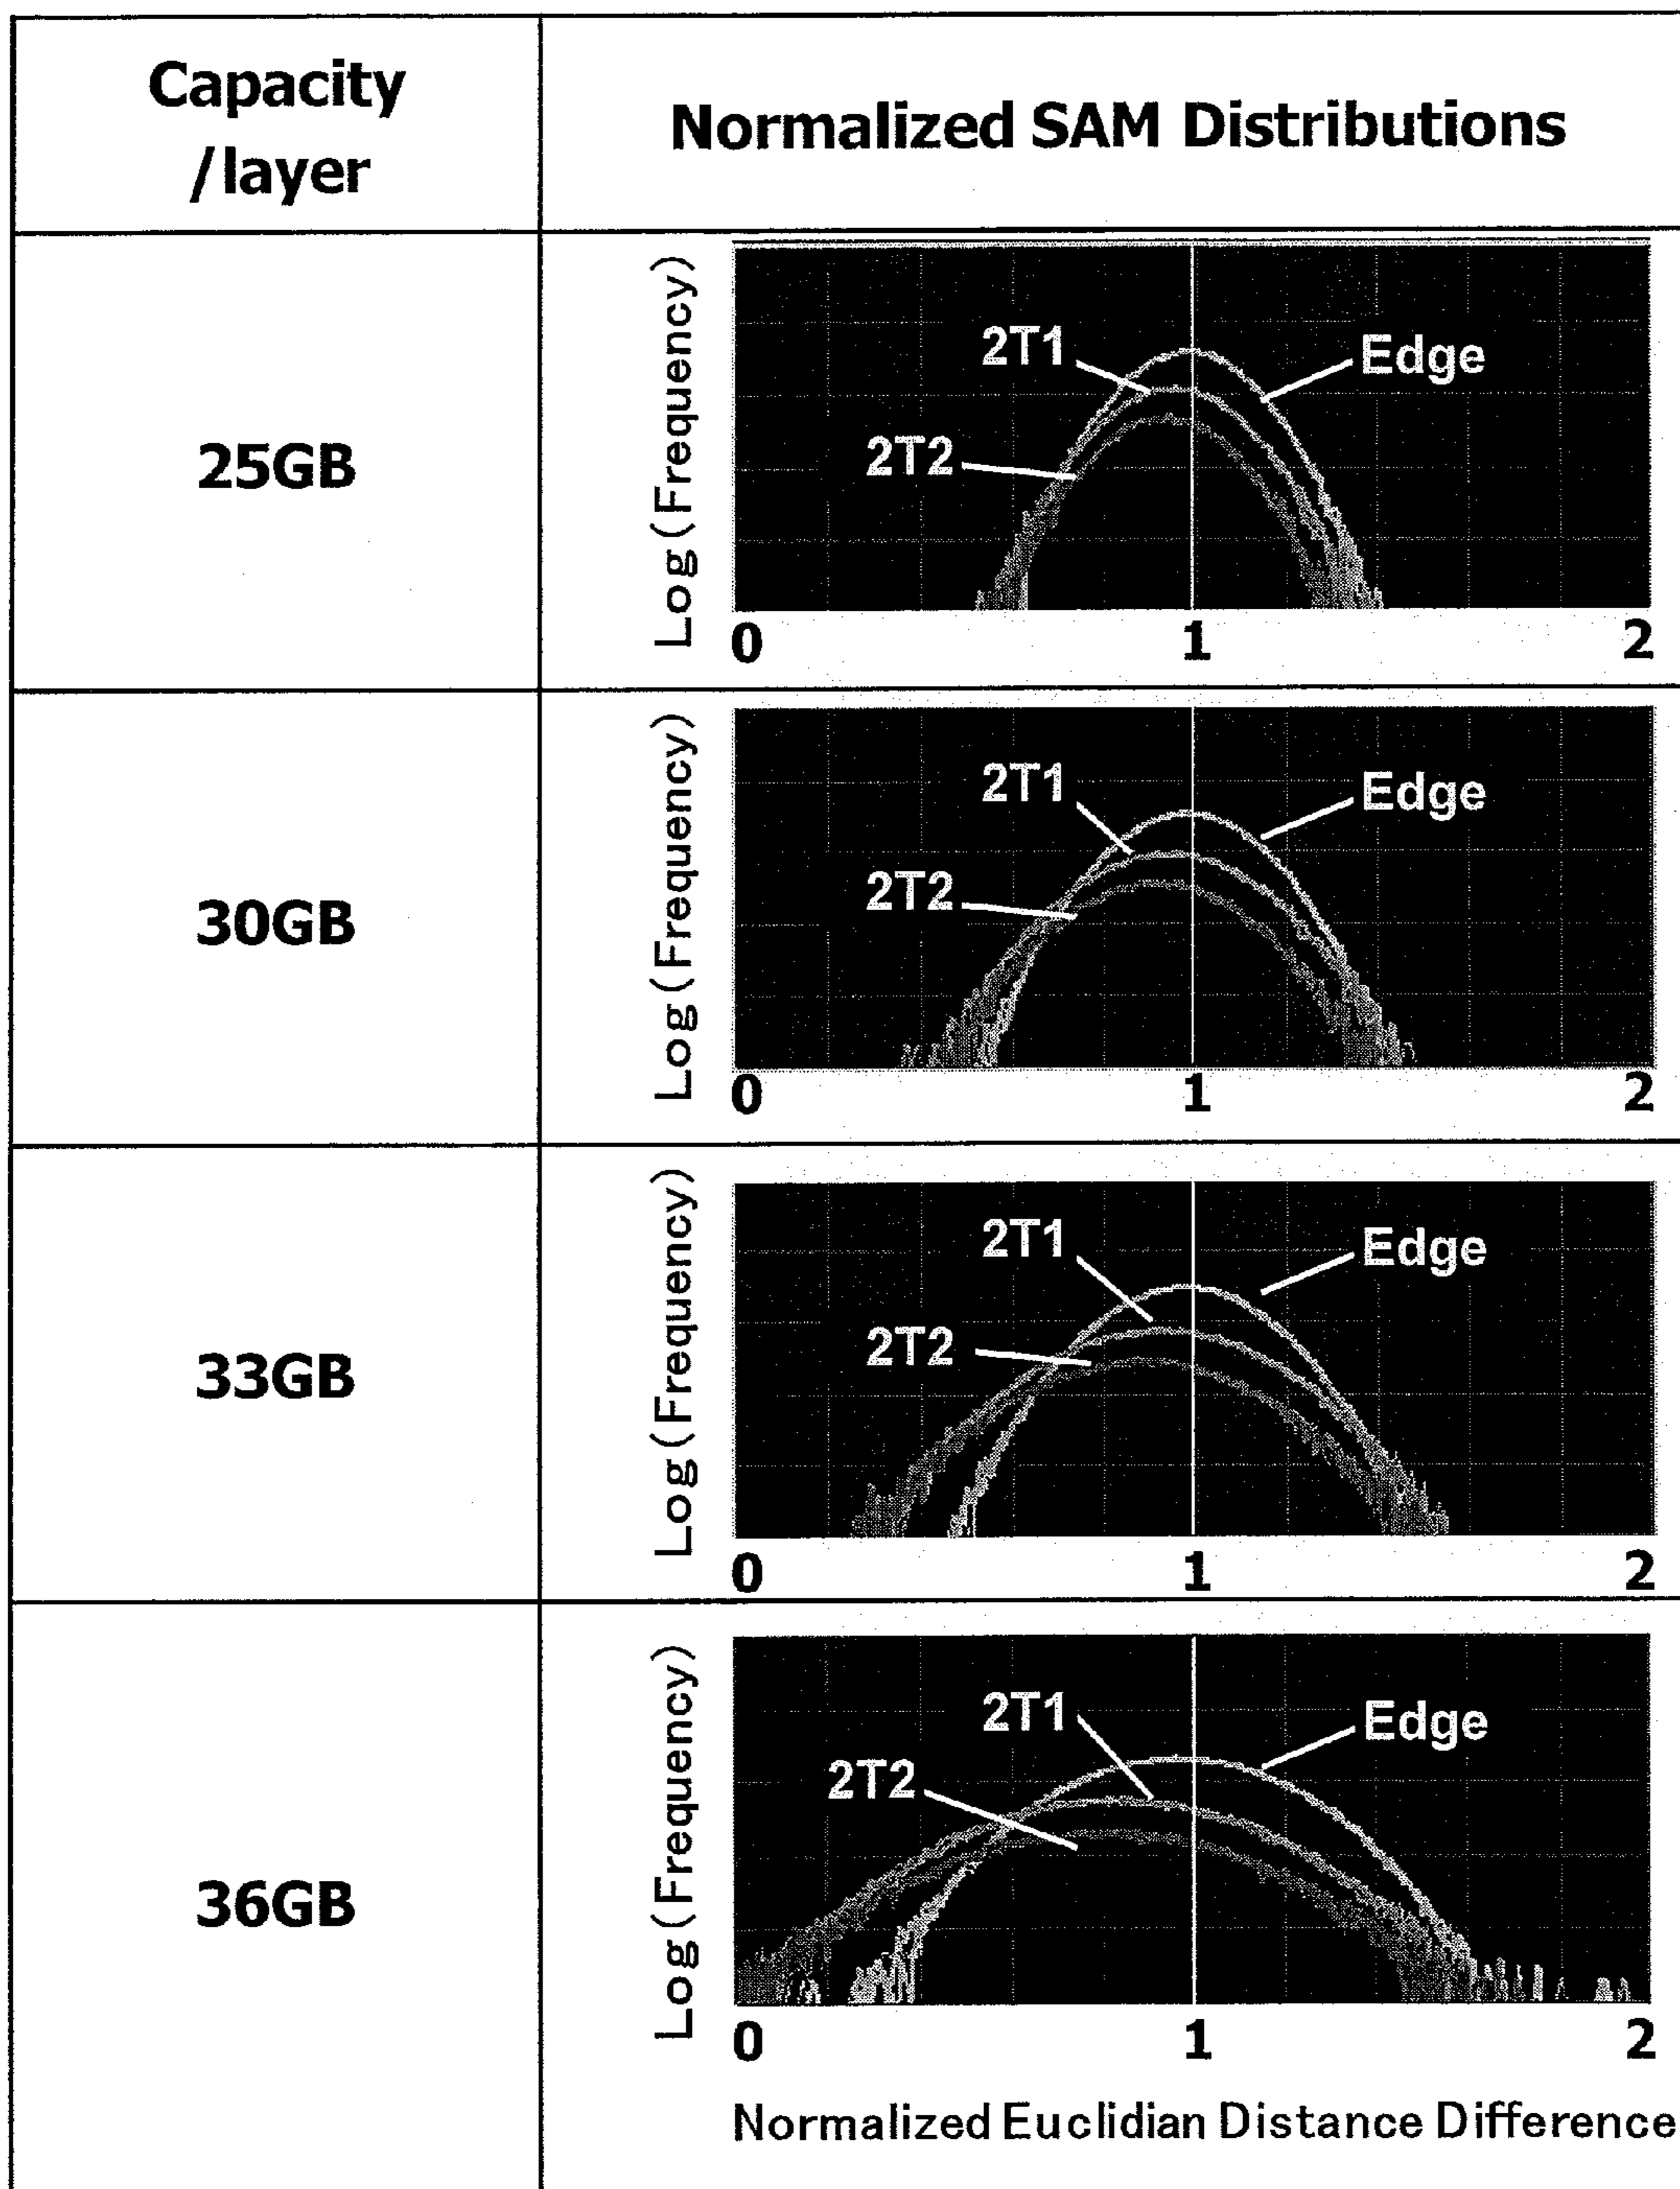 Capacity
/layer
Normalized SAM Distributions
25GB
Log(Frequency)
2T1
Edge
2T2
0 1 2
30GB
Log(Frequency)
2T1
Edge
2T2
0 1 2
33GB
Log(Frequency)
2T1
Edge
2T2
0 1 2
36GB
Log(Frequency)
2T1
Edge
2T2
0 1 2
Normalized Euclidian Distance Difference